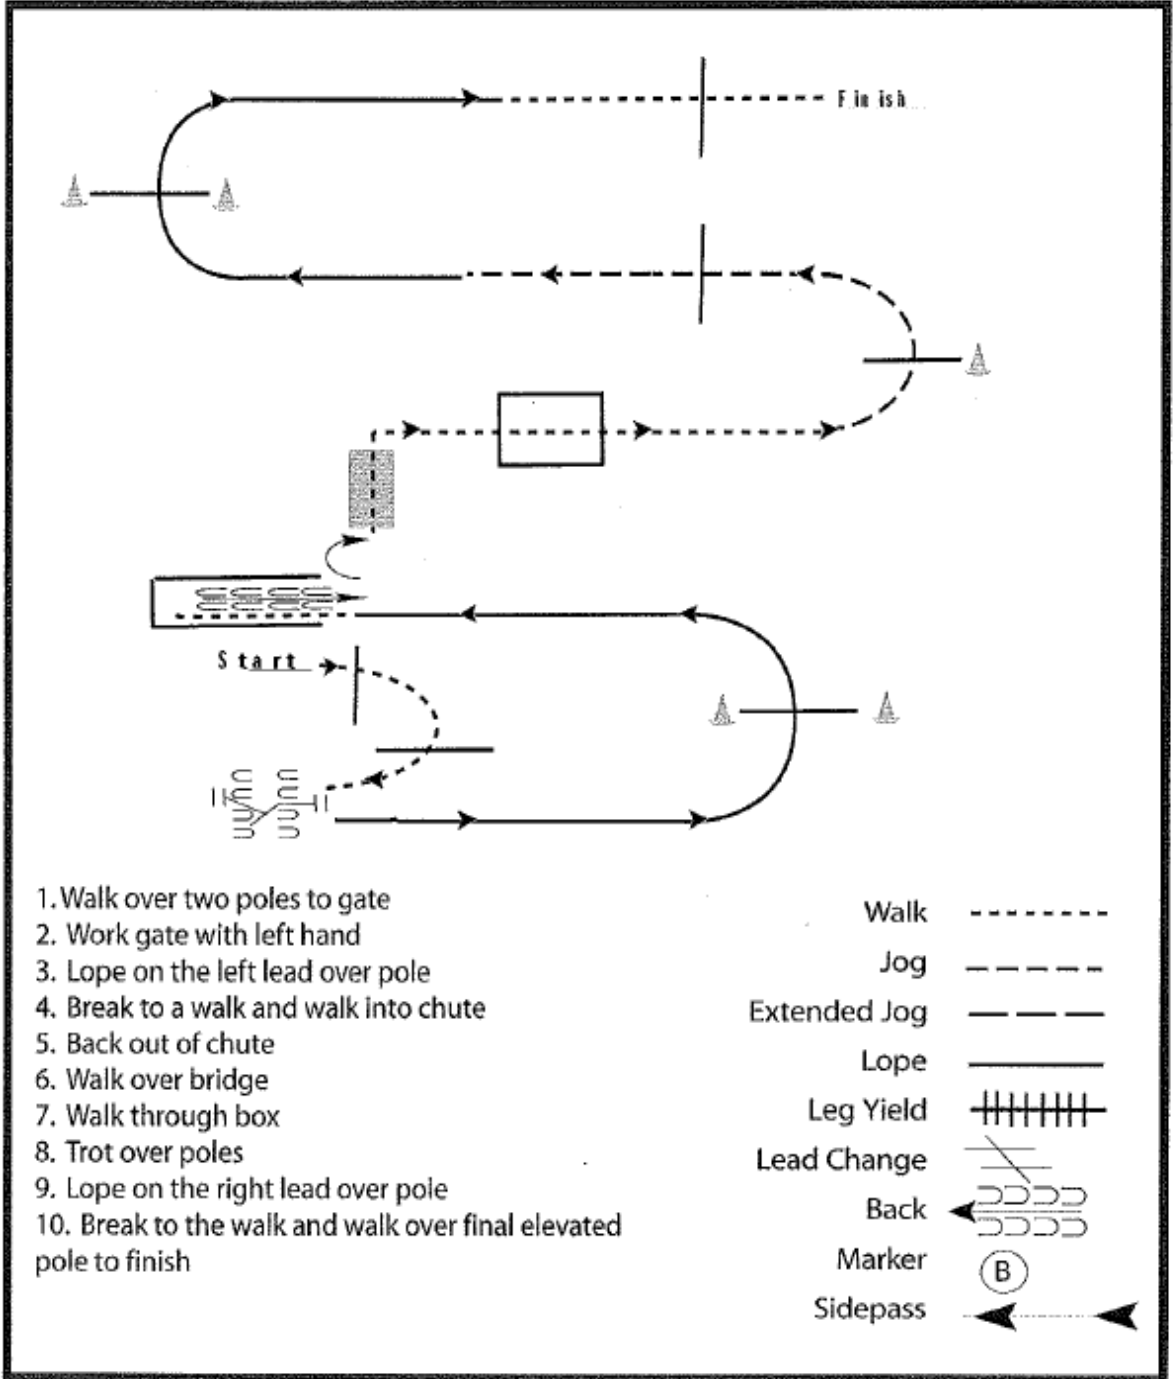 Finish
Start
1. Walk over two poles to gate
2. Work gate with left hand
3. Lope on the left lead over pole
4. Break to a walk and walk into chute
5. Back out of chute
6. Walk over bridge
7. Walk through box
8. Trot over poles
9. Lope on the right lead over pole
10. Break to the walk and walk over final elevated
pole to finish
Walk
Jog
Extended Jog
Lope
Leg Yield
Lead Change
Back
Marker
B
Sidepass